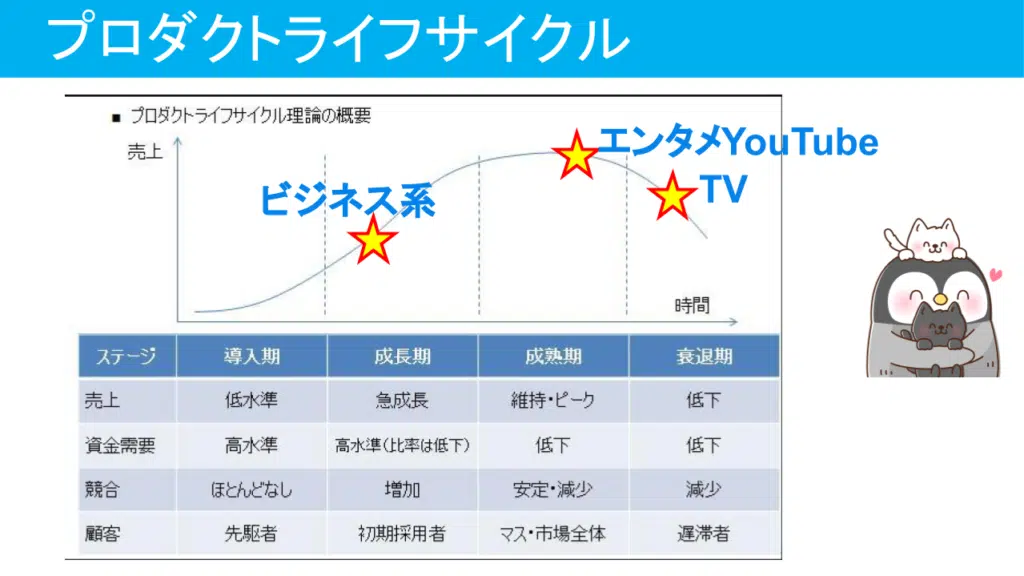 プロダクトライフサイクル
■ プロダクトライフサイクル理論の概要
売上
エンタメYouTube
TV
ビジネス系
時間
ステージ 導入期 成長期 成熟期 衰退期
売上 低水準 急成長 維持・ピーク 低下
資金需要 高水準 高水準(比率は低下) 低下 低下
競合 ほとんどなし 増加 安定・減少 減少
顧客 先駆者 初期採用者 マス・市場全体 遅滞者